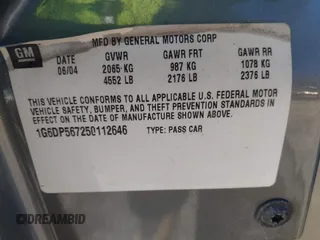 MFD BY GENERAL MOTORS CORP
GM DATE GVWR GAWR FRT GAWR RR
06/04 2065 KG 987 KG 1078 KG
4552 LB 2176 LB 2376 LB
THIS VEHICLE CONFORMS TO ALL APPLICABLE U.S. FEDERAL MOTOR
VEHICLE SAFETY, BUMPER, AND THEFT PREVENTION STANDARDS IN
EFFECT ON THE DATE OF MANUFACTURE SHOWN ABOVE.
1G6DP567250112646 TYPE: PASS CAR
CREAMBID